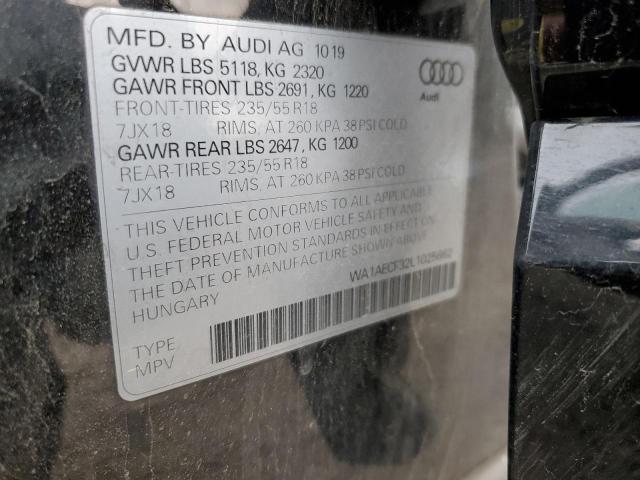 MFD. BY AUDI AG 10 19
GVWR LBS 5118, KG 2320
GAWR FRONT LBS 2691, KG 1220
FRONT-TIRES 235/55 R18
7JX18 RIMS, AT 260 KPA 38 PSI COLD
GAWR REAR LBS 2647, KG 1200
REAR-TIRES 235/55 R18
7JX18 RIMS, AT 260 KPA 38 PSI COLD
Audi
THIS VEHICLE CONFORMS TO ALL APPLICABLE
U.S. FEDERAL MOTOR VEHICLE SAFETY AND
THEFT PREVENTION STANDARDS IN EFFECT ON
THE DATE OF MANUFACTURE SHOWN ABOVE.
HUNGARY
WA1AECF32L1025662
TYPE
MPV